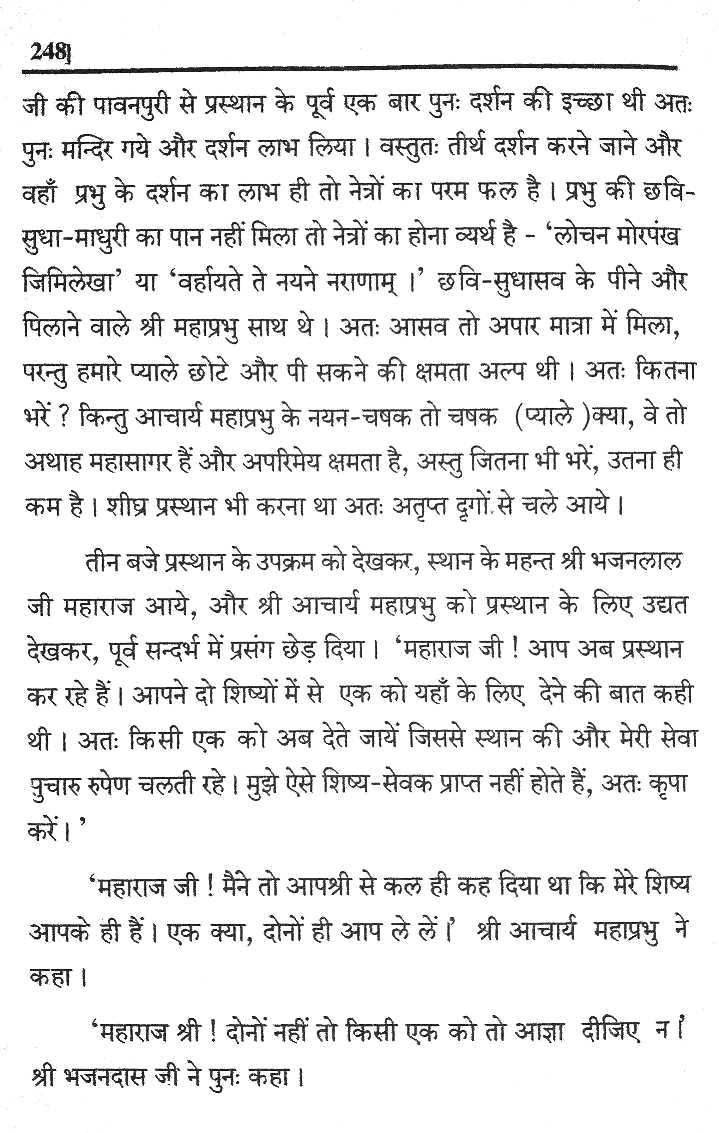 248]
जी की पावनपुरी से प्रस्थान के पूर्व एक बार पुनः दर्शन की इच्छा थी अतः
पुनः मन्दिर गये और दर्शन लाभ लिया । वस्तुतः तीर्थ दर्शन करने जाने और
वहाँ प्रभु के दर्शन का लाभ ही तो नेत्रों का परम फल है । प्रभु की छवि-
सुधा-माधुरी का पान नहीं मिला तो नेत्रों का होना व्यर्थ है - ‘लोचन मोरपंख
जिमिलेखा’ या ‘वर्हायते ते नयने नराणाम् ।’ छवि-सुधासव के पीने और
पिलाने वाले श्री महाप्रभु साथ थे । अतः आसव तो अपार मात्रा में मिला,
परन्तु हमारे प्याले छोटे और पी सकने की क्षमता अल्प थी । अतः कितना
भरें ? किन्तु आचार्य महाप्रभु के नयन-चषक तो चषक (प्याले )क्या, वे तो
अथाह महासागर हैं और अपरिमेय क्षमता है, अस्तु जितना भी भरें, उतना ही
कम है । शीघ्र प्रस्थान भी करना था अतः अतृप्त दृगों से चले आये ।
तीन बजे प्रस्थान के उपक्रम को देखकर, स्थान के महन्त श्री भजनलाल
जी महाराज आये, और श्री आचार्य महाप्रभु को प्रस्थान के लिए उद्यत
देखकर, पूर्व सन्दर्भ में प्रसंग छेड़ दिया । ‘महाराज जी ! आप अब प्रस्थान
कर रहे हैं । आपने दो शिष्यों में से एक को यहाँ के लिए देने की बात कही
थी । अतः किसी एक को अब देते जायें जिससे स्थान की और मेरी सेवा
पुचारु रुपेण चलती रहे । मुझे ऐसे शिष्य-सेवक प्राप्त नहीं होते हैं, अतः कृपा
करें । ’
‘महाराज जी ! मैने तो आपश्री से कल ही कह दिया था कि मेरे शिष्य
आपके ही हैं । एक क्या, दोनों ही आप ले लें ।’ श्री आचार्य महाप्रभु ने
कहा ।
‘महाराज श्री ! दोनों नहीं तो किसी एक को तो आज्ञा दीजिए न ।’
श्री भजनदास जी ने पुनः कहा ।